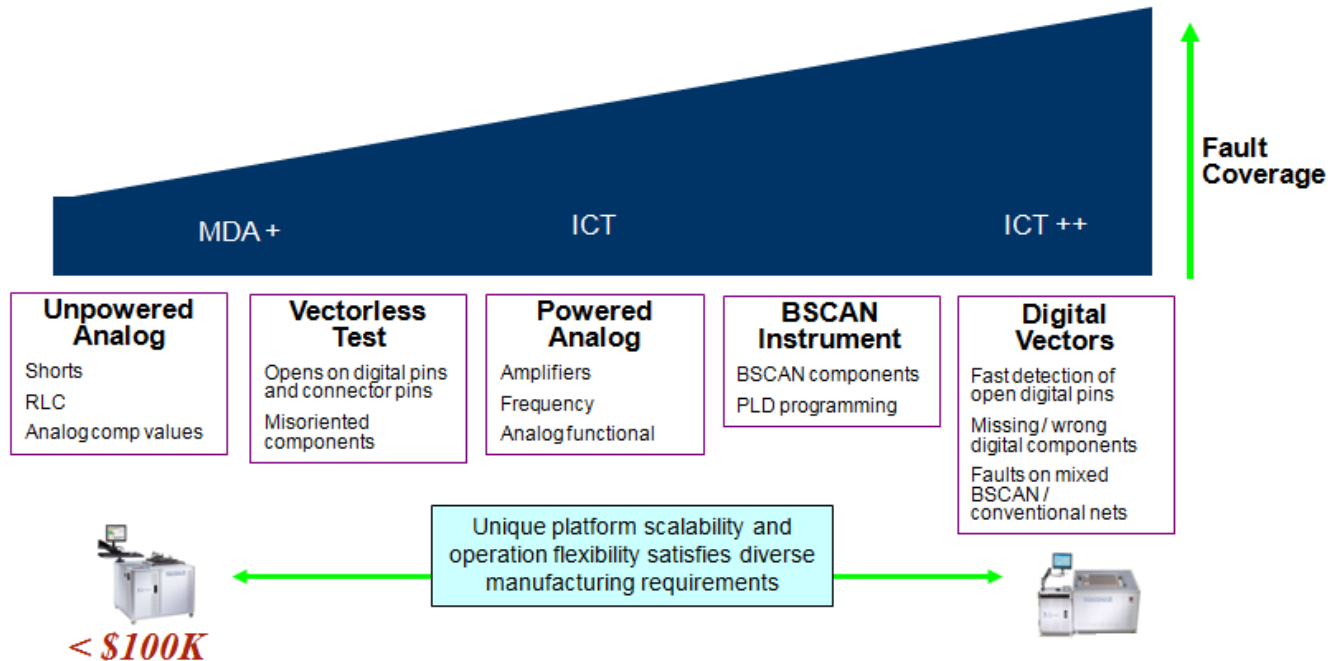 Fault
Coverage
MDA +
ICT
ICT ++
Unpowered
Analog
Shorts
RLC
Analog comp values
Vectorless
Test
Opens on digital pins
and connector pins
Misoriented
components
Powered
Analog
Amplifiers
Frequency
Analog functional
BSCAN
Instrument
BSCAN components
PLD programming
Digital
Vectors
Fast detection of
open digital pins
Missing / wrong
digital components
Faults on mixed
BSCAN /
conventional nets
Unique platform scalability and
operation flexibility satisfies diverse
manufacturing requirements
< $100K